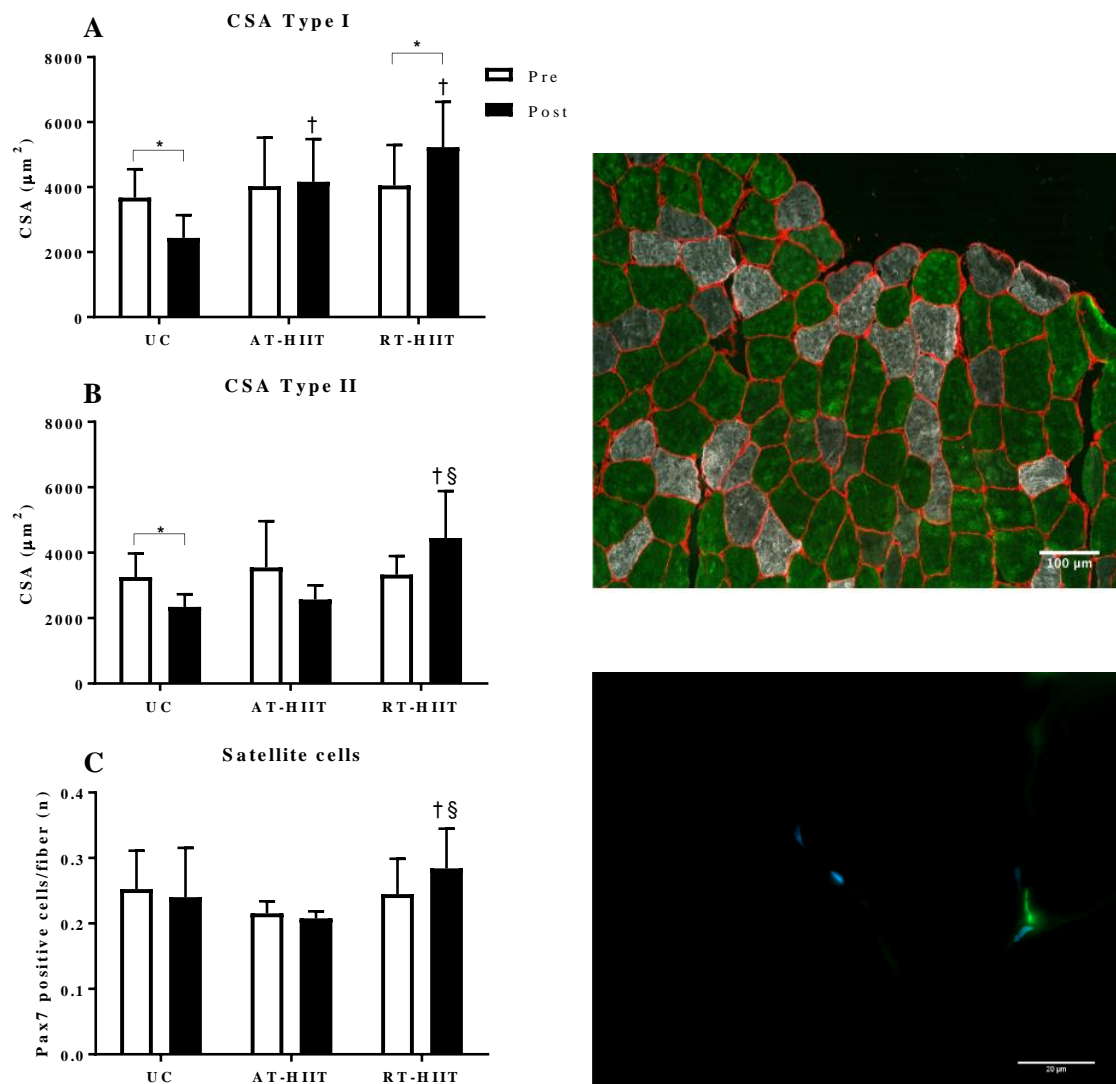 A
CSA Type I
8000
6000
4000
2000
0
CSA (µm²)
*
†
*
†
Pre
Post
UC
AT-HIIT
RT-HIIT
B
CSA Type II
8000
6000
4000
2000
0
CSA (µm²)
*
†§
UC
AT-HIIT
RT-HIIT
C
Satellite cells
0.4
0.3
0.2
0.1
0.0
Pax7 positive cells/fiber (n)
†§
UC
AT-HIIT
RT-HIIT
100 µm
20 µm